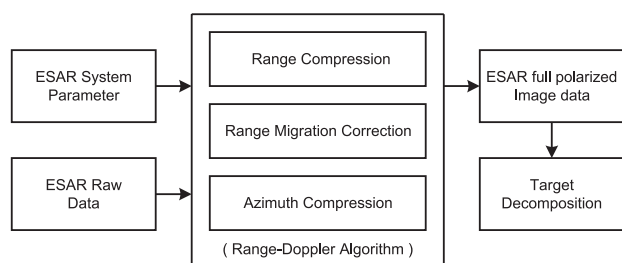 ESAR System
Parameter
ESAR Raw
Data
Range Compression
Range Migration Correction
Azimuth Compression
( Range-Doppler Algorithm )
ESAR full polarized
Image data
Target
Decomposition